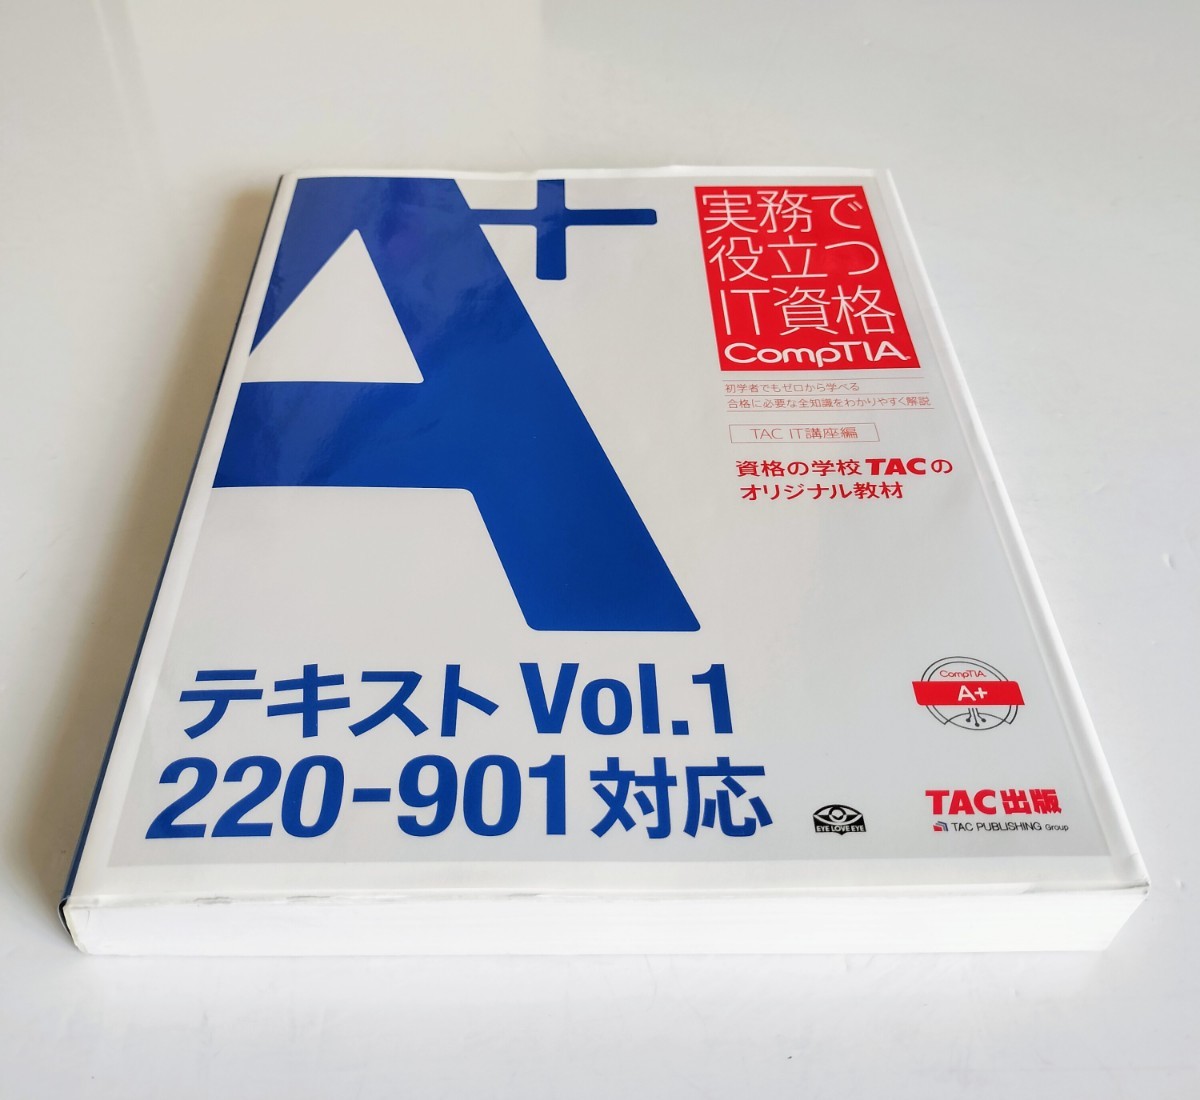 A+
実務で
役立つ
IT資格
CompTIA.
初学者でもゼロから学べる
合格に必要な全知識をわかりやすく解説
TAC IT講座編
資格の学校TACの
オリジナル教材
テキスト Vol.1
220-901対応
CompTIA.
A+
EYE LOVE EYE
TAC出版
TAC PUBLISHING Group